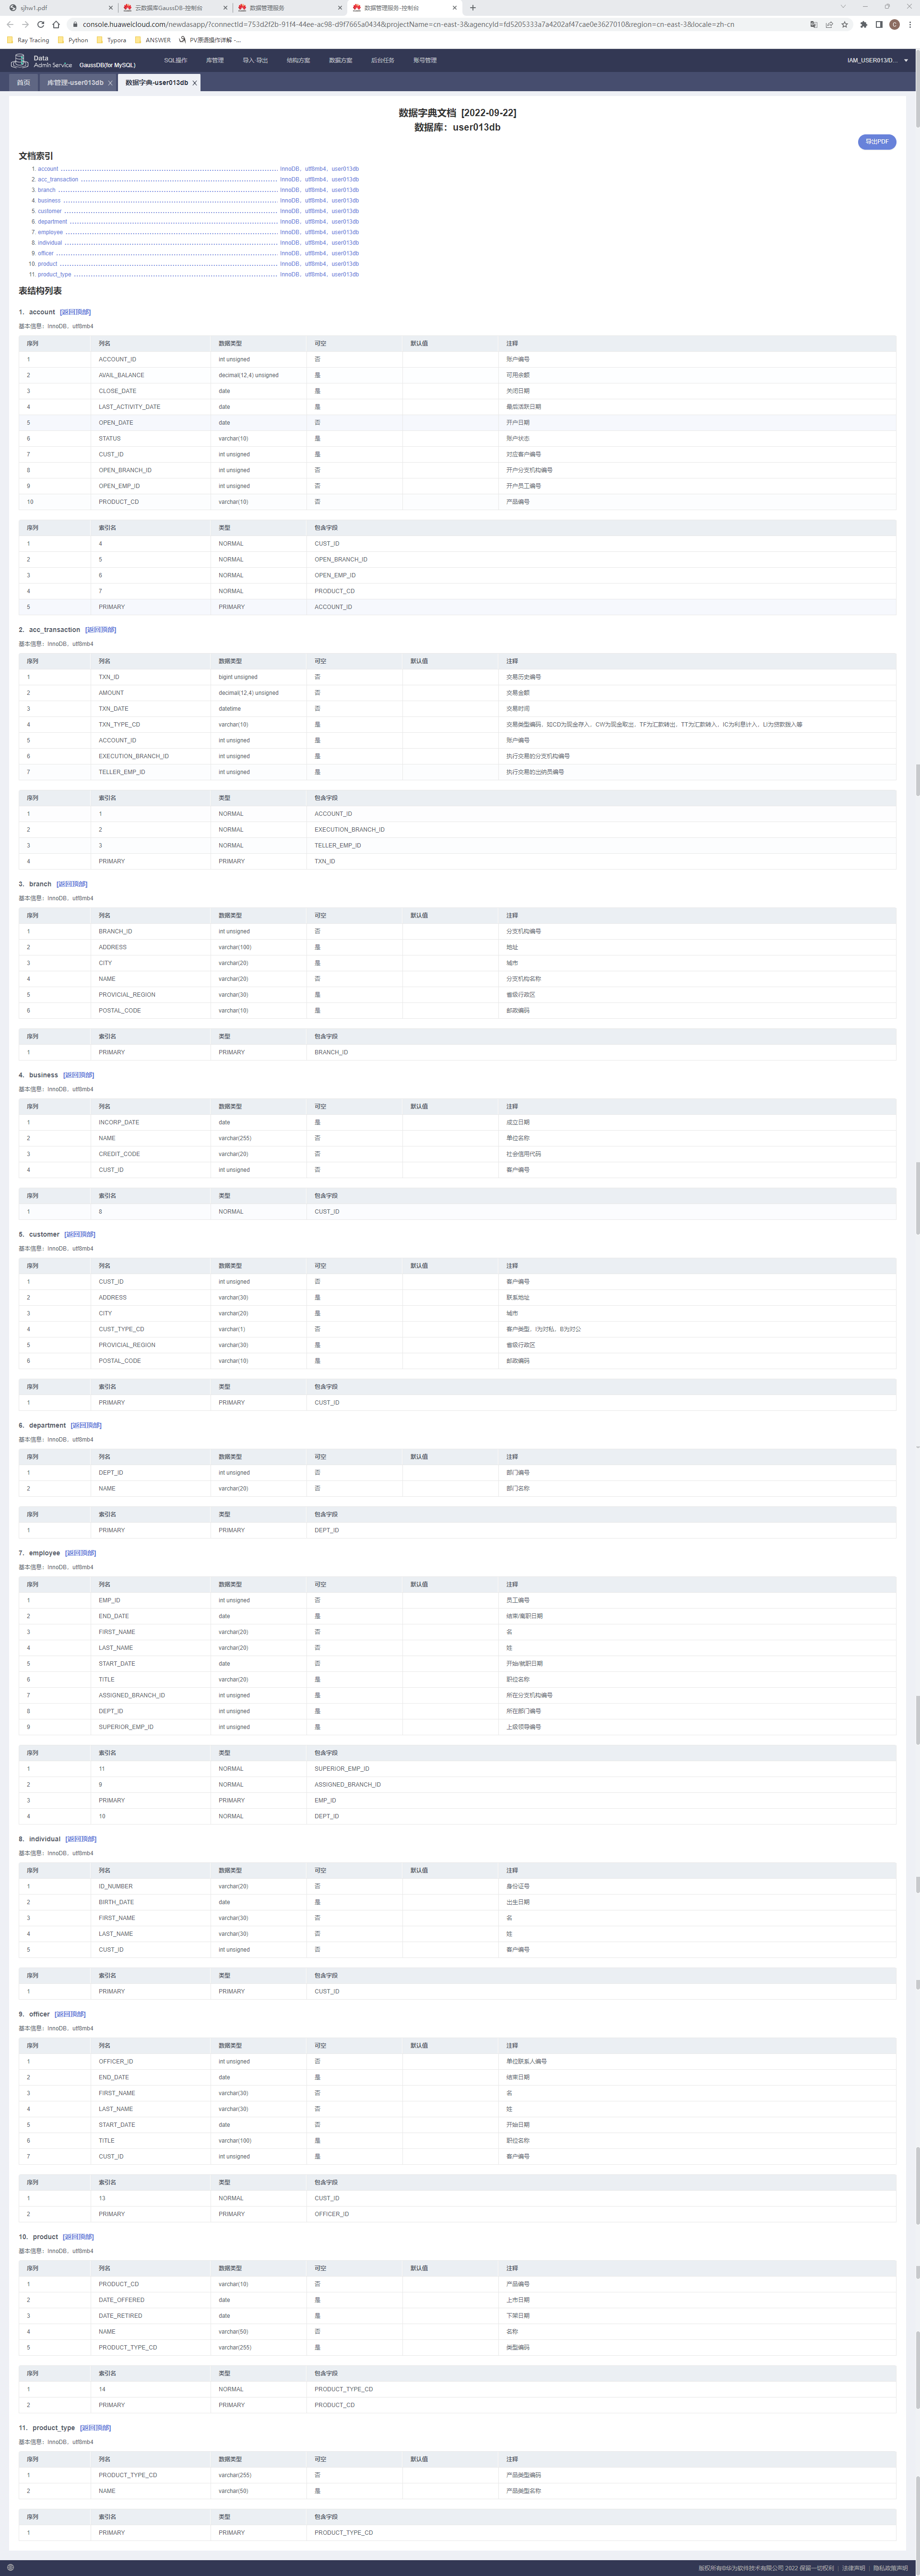 sjhw1.pdf 云数据库GaussDB-控制台 数据管理服务 数据管理服务-控制台
console.huaweicloud.com/newdasapp/?connectId=753d2f2b-91f4-44ee-ac98-d9f7665a0434&projectName=cn-east-3&agencyId=fd5205333a7a4202af47cae0e3627010&region=cn-east-3&locale=zh-cn
Ray Tracing Python Typora ANSWER PV原语操作详解 -...
Data Admin Service GaussDB(for MySQL) SQL操作 库管理 导入·导出 结构方案 数据方案 后台任务 账号管理 IAM_USER013/D...
首页 库管理-user013db 数据字典-user013db
数据字典文档 [2022-09-22]
数据库：user013db
导出PDF
文档索引
1. account InnoDB、utf8mb4、user013db
2. acc_transaction InnoDB、utf8mb4、user013db
3. branch InnoDB、utf8mb4、user013db
4. business InnoDB、utf8mb4、user013db
5. customer InnoDB、utf8mb4、user013db
6. department InnoDB、utf8mb4、user013db
7. employee InnoDB、utf8mb4、user013db
8. individual InnoDB、utf8mb4、user013db
9. officer InnoDB、utf8mb4、user013db
10. product InnoDB、utf8mb4、user013db
11. product_type InnoDB、utf8mb4、user013db
表结构列表
1. account [返回顶部]
基本信息：InnoDB、utf8mb4
序列 列名 数据类型 可空 默认值 注释
1 ACCOUNT_ID int unsigned 否 账户编号
2 AVAIL_BALANCE decimal(12,4) unsigned 是 可用余额
3 CLOSE_DATE date 是 关闭日期
4 LAST_ACTIVITY_DATE date 是 最后活跃日期
5 OPEN_DATE date 否 开户日期
6 STATUS varchar(10) 是 账户状态
7 CUST_ID int unsigned 是 对应客户编号
8 OPEN_BRANCH_ID int unsigned 否 开户分支机构编号
9 OPEN_EMP_ID int unsigned 否 开户员工编号
10 PRODUCT_CD varchar(10) 否 产品编号
序列 索引名 类型 包含字段
1 4 NORMAL CUST_ID
2 5 NORMAL OPEN_BRANCH_ID
3 6 NORMAL OPEN_EMP_ID
4 7 NORMAL PRODUCT_CD
5 PRIMARY PRIMARY ACCOUNT_ID
2. acc_transaction [返回顶部]
基本信息：InnoDB、utf8mb4
序列 列名 数据类型 可空 默认值 注释
1 TXN_ID bigint unsigned 否 交易历史编号
2 AMOUNT decimal(12,4) unsigned 否 交易金额
3 TXN_DATE datetime 否 交易时间
4 TXN_TYPE_CD varchar(10) 是 交易类型编码，如CD为现金存入、CW为现金取出、TF为汇款转出、TT为汇款转入、IC为利息计入、LI为贷款拨入等
5 ACCOUNT_ID int unsigned 是 账户编号
6 EXECUTION_BRANCH_ID int unsigned 是 执行交易的分支机构编号
7 TELLER_EMP_ID int unsigned 是 执行交易的出纳员编号
序列 索引名 类型 包含字段
1 1 NORMAL ACCOUNT_ID
2 2 NORMAL EXECUTION_BRANCH_ID
3 3 NORMAL TELLER_EMP_ID
4 PRIMARY PRIMARY TXN_ID
3. branch [返回顶部]
基本信息：InnoDB、utf8mb4
序列 列名 数据类型 可空 默认值 注释
1 BRANCH_ID int unsigned 否 分支机构编号
2 ADDRESS varchar(100) 是 地址
3 CITY varchar(20) 是 城市
4 NAME varchar(20) 否 分支机构名称
5 PROVICIAL_REGION varchar(30) 是 省级行政区
6 POSTAL_CODE varchar(10) 是 邮政编码
序列 索引名 类型 包含字段
1 PRIMARY PRIMARY BRANCH_ID
4. business [返回顶部]
基本信息：InnoDB、utf8mb4
序列 列名 数据类型 可空 默认值 注释
1 INCORP_DATE date 是 成立日期
2 NAME varchar(255) 否 单位名称
3 CREDIT_CODE varchar(20) 否 社会信用代码
4 CUST_ID int unsigned 否 客户编号
序列 索引名 类型 包含字段
1 8 NORMAL CUST_ID
5. customer [返回顶部]
基本信息：InnoDB、utf8mb4
序列 列名 数据类型 可空 默认值 注释
1 CUST_ID int unsigned 否 客户编号
2 ADDRESS varchar(30) 是 联系地址
3 CITY varchar(20) 是 城市
4 CUST_TYPE_CD varchar(1) 否 客户类型，I为对私，B为对公
5 PROVICIAL_REGION varchar(30) 是 省级行政区
6 POSTAL_CODE varchar(10) 是 邮政编码
序列 索引名 类型 包含字段
1 PRIMARY PRIMARY CUST_ID
6. department [返回顶部]
基本信息：InnoDB、utf8mb4
序列 列名 数据类型 可空 默认值 注释
1 DEPT_ID int unsigned 否 部门编号
2 NAME varchar(20) 否 部门名称
序列 索引名 类型 包含字段
1 PRIMARY PRIMARY DEPT_ID
7. employee [返回顶部]
基本信息：InnoDB、utf8mb4
序列 列名 数据类型 可空 默认值 注释
1 EMP_ID int unsigned 否 员工编号
2 END_DATE date 是 结束/离职日期
3 FIRST_NAME varchar(20) 否 名
4 LAST_NAME varchar(20) 否 姓
5 START_DATE date 否 开始/就职日期
6 TITLE varchar(20) 是 职位名称
7 ASSIGNED_BRANCH_ID int unsigned 是 所在分支机构编号
8 DEPT_ID int unsigned 是 所在部门编号
9 SUPERIOR_EMP_ID int unsigned 是 上级领导编号
序列 索引名 类型 包含字段
1 11 NORMAL SUPERIOR_EMP_ID
2 9 NORMAL ASSIGNED_BRANCH_ID
3 PRIMARY PRIMARY EMP_ID
4 10 NORMAL DEPT_ID
8. individual [返回顶部]
基本信息：InnoDB、utf8mb4
序列 列名 数据类型 可空 默认值 注释
1 ID_NUMBER varchar(20) 否 身份证号
2 BIRTH_DATE date 是 出生日期
3 FIRST_NAME varchar(30) 否 名
4 LAST_NAME varchar(30) 否 姓
5 CUST_ID int unsigned 否 客户编号
序列 索引名 类型 包含字段
1 PRIMARY PRIMARY CUST_ID
9. officer [返回顶部]
基本信息：InnoDB、utf8mb4
序列 列名 数据类型 可空 默认值 注释
1 OFFICER_ID int unsigned 否 单位联系人编号
2 END_DATE date 是 结束日期
3 FIRST_NAME varchar(30) 否 名
4 LAST_NAME varchar(30) 否 姓
5 START_DATE date 否 开始日期
6 TITLE varchar(100) 是 职位名称
7 CUST_ID int unsigned 是 客户编号
序列 索引名 类型 包含字段
1 13 NORMAL CUST_ID
2 PRIMARY PRIMARY OFFICER_ID
10. product [返回顶部]
基本信息：InnoDB、utf8mb4
序列 列名 数据类型 可空 默认值 注释
1 PRODUCT_CD varchar(10) 否 产品编号
2 DATE_OFFERED date 是 上市日期
3 DATE_RETIRED date 是 下架日期
4 NAME varchar(50) 否 名称
5 PRODUCT_TYPE_CD varchar(255) 是 类型编码
序列 索引名 类型 包含字段
1 14 NORMAL PRODUCT_TYPE_CD
2 PRIMARY PRIMARY PRODUCT_CD
11. product_type [返回顶部]
基本信息：InnoDB、utf8mb4
序列 列名 数据类型 可空 默认值 注释
1 PRODUCT_TYPE_CD varchar(255) 否 产品类型编码
2 NAME varchar(50) 是 产品类型名称
序列 索引名 类型 包含字段
1 PRIMARY PRIMARY PRODUCT_TYPE_CD
版权所有©华为软件技术有限公司 2022 保留一切权利 | 法律声明 | 隐私政策声明